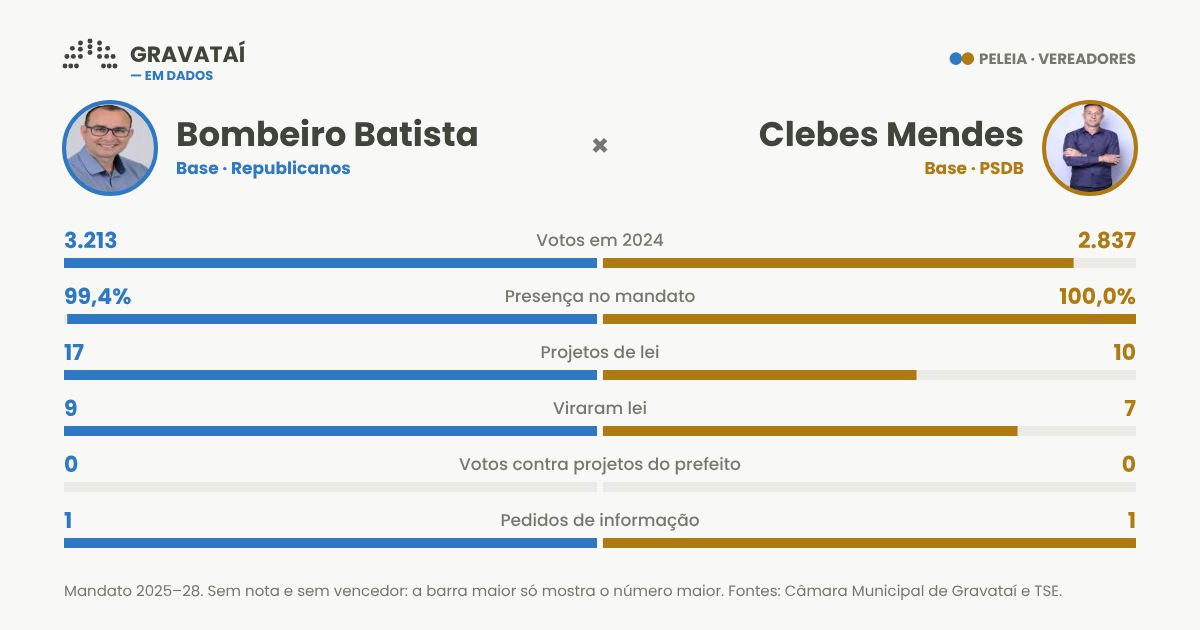 GRAVATAÍ
— EM DADOS
PELEIA · VEREADORES
Bombeiro Batista
Base · Republicanos
×
Clebes Mendes
Base · PSDB
3.213 Votos em 2024 2.837
99,4% Presença no mandato 100,0%
17 Projetos de lei 10
9 Viraram lei 7
0 Votos contra projetos do prefeito 0
1 Pedidos de informação 1
Mandato 2025–28. Sem nota e sem vencedor: a barra maior só mostra o número maior. Fontes: Câmara Municipal de Gravataí e TSE.